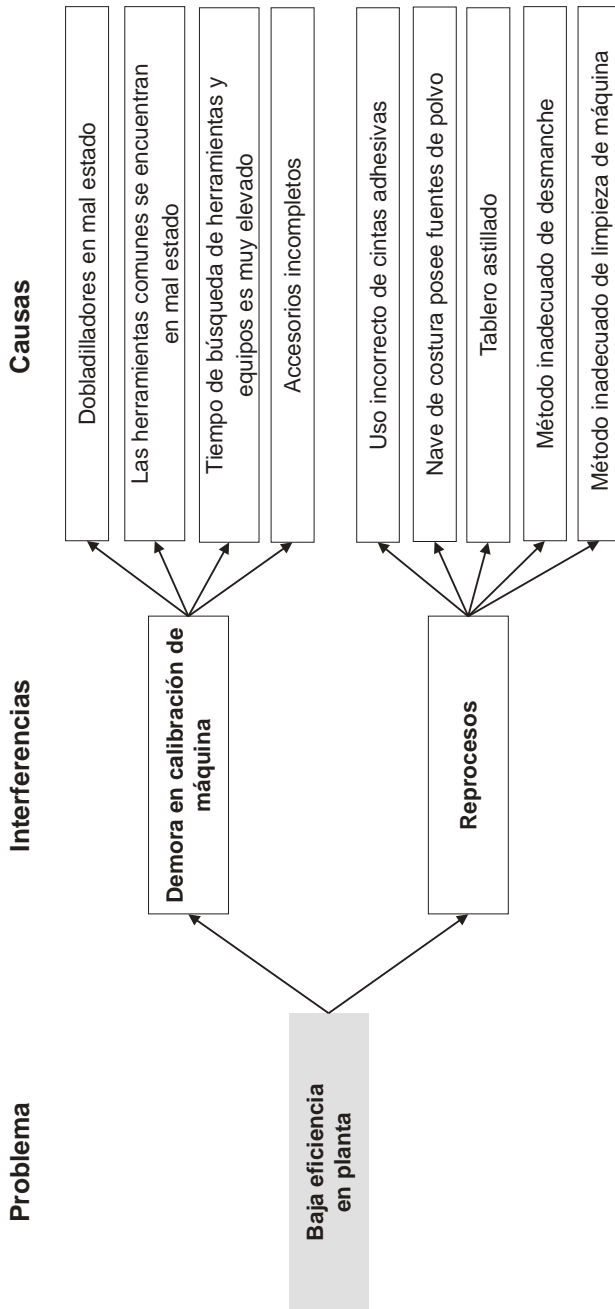 Problema
Interferencias
Causas
Baja eficiencia
en planta
Demora en calibración de
máquina
Reprocesos
Dobladilladores en mal estado
Las herramientas comunes se encuentran
en mal estado
Tiempo de búsqueda de herramientas y
equipos es muy elevado
Accesorios incompletos
Uso incorrecto de cintas adhesivas
Nave de costura posee fuentes de polvo
Tablero astillado
Método inadecuado de desmanche
Método inadecuado de limpieza de máquina